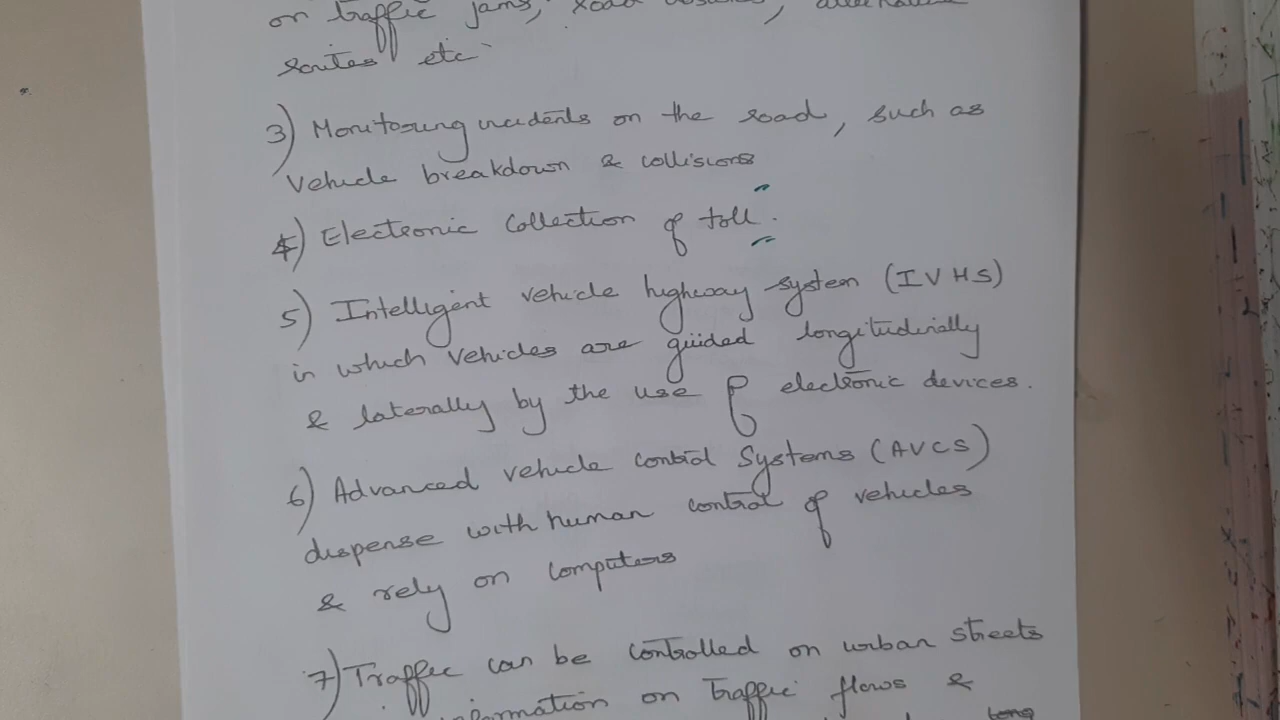 on traffic jams, road
routes etc
3) Monitoring incidents on the road, such as
vehicle breakdown & collisions
4) Electronic Collection of toll.
5) Intelligent vehicle highway system (IVHS)
in which vehicles are guided longitudinally
& laterally by the use of electronic devices.
6) Advanced vehicle control Systems (AVCS)
dispense with human control of vehicles
& rely on computers
7) Traffic can be controlled on urban streets
information on traffic flows &